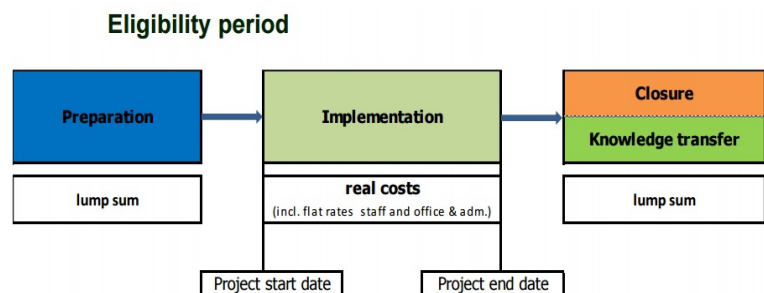 Eligibility period
Preparation
Implementation
Closure
Knowledge transfer
lump sum
real costs
(incl. flat rates staff and office & adm.)
lump sum
Project start date
Project end date